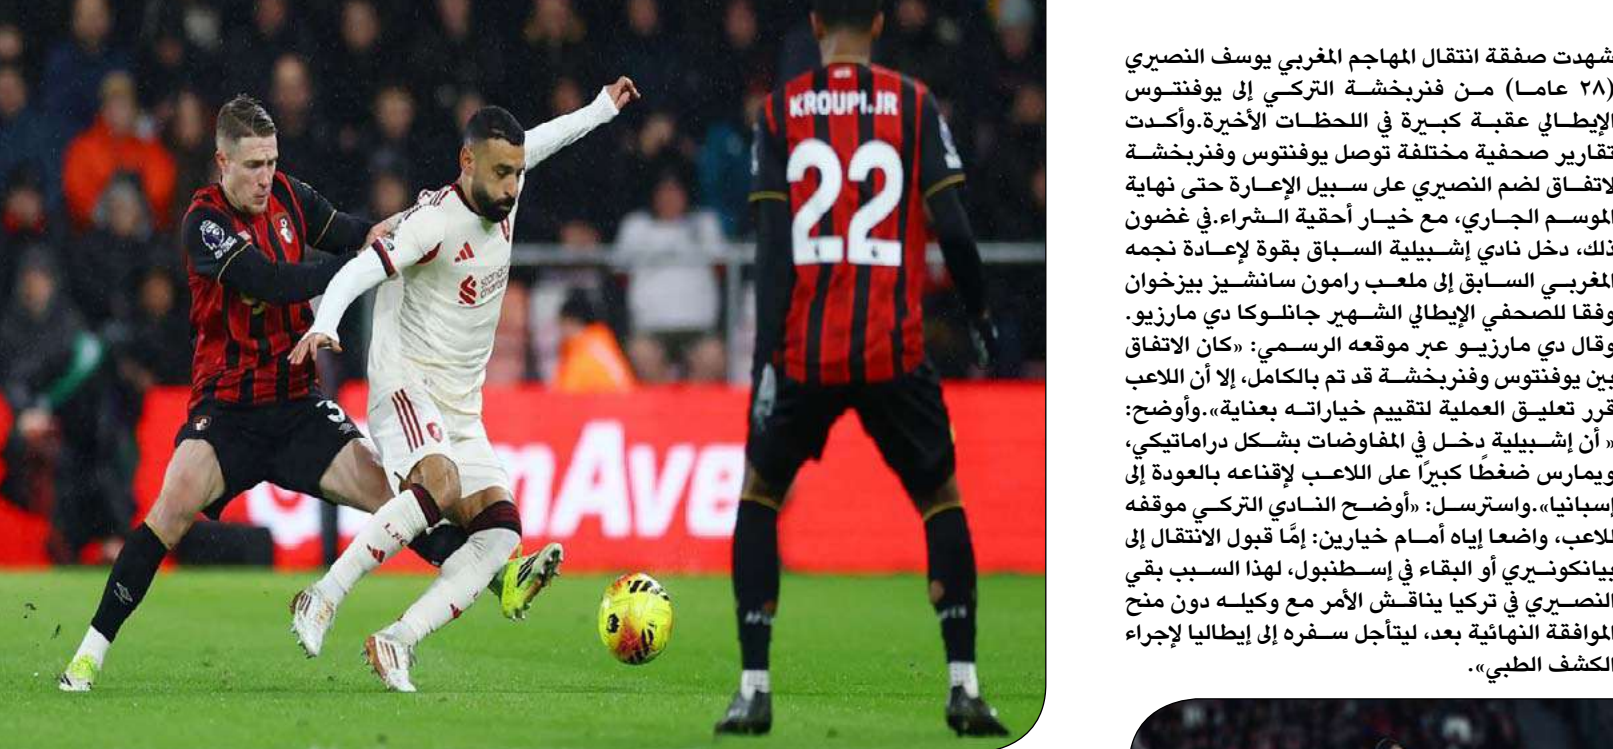 شهدت صفقة انتقال المهاجم المغربي يوسف النصيري
(٢٨ عاما) من فنربخشة التركي إلى يوفنتوس
الإيطالي عقبة كبيرة في اللحظات الأخيرة.وأكدت
تقارير صحفية مختلفة توصل يوفنتوس وفنربخشة
لاتفاق لضم النصيري على سبيل الإعارة حتى نهاية
الموسم الجاري، مع خيار أحقية الشراء.في غضون
ذلك، دخل نادي إشبيلية السباق بقوة لإعادة نجمه
المغربي السابق إلى ملعب رامون سانشيز بيزخوان
وفقا للصحفي الإيطالي الشهير جانلوكا دي مارزيو.
وقال دي مارزيو عبر موقعه الرسمي: «كان الاتفاق
بين يوفنتوس وفنربخشة قد تم بالكامل، إلا أن اللاعب
قرر تعليق العملية لتقييم خياراته بعناية».وأوضح:
« أن إشبيلية دخل في المفاوضات بشكل دراماتيكي،
ويمارس ضغطًا كبيرًا على اللاعب لإقناعه بالعودة إلى
إسبانيا».واسترسل: «أوضح النادي التركي موقفه
للاعب، واضعا إياه أمام خيارين: إمَّا قبول الانتقال إلى
بيانكونيري أو البقاء في إسطنبول، لهذا السبب بقي
النصيري في تركيا يناقش الأمر مع وكيله دون منح
الموافقة النهائية بعد، ليتأجل سفره إلى إيطاليا لإجراء
الكشف الطبي».
KROUPI.JR
22
standard
chartered
3
L.F.C.
mAve